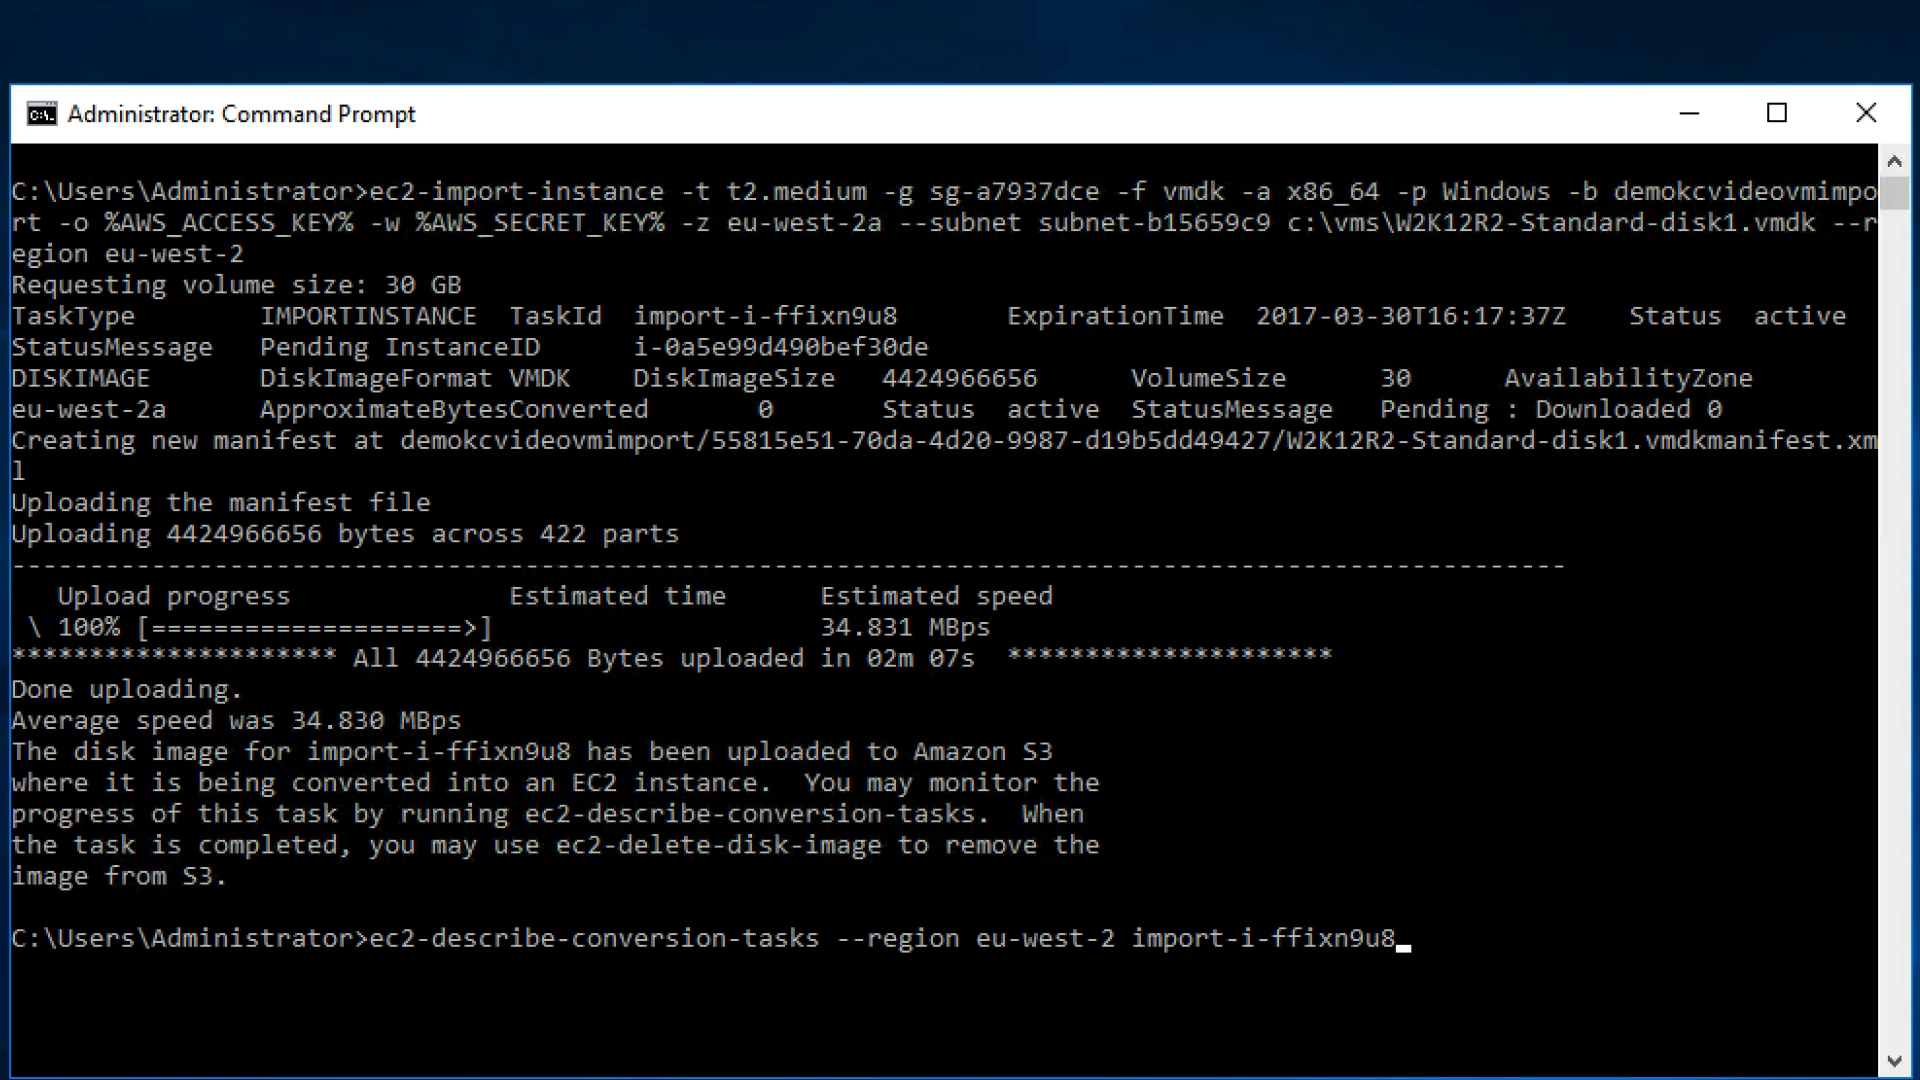 Administrator: Command Prompt
C:\Users\Administrator>ec2-import-instance -t t2.medium -g sg-a7937dce -f vmdk -a x86_64 -p Windows -b demokcvideovmimpo
rt -o %AWS_ACCESS_KEY% -w %AWS_SECRET_KEY% -z eu-west-2a --subnet subnet-b15659c9 c:\vms\W2K12R2-Standard-disk1.vmdk --r
egion eu-west-2
Requesting volume size: 30 GB
TaskType        IMPORTINSTANCE  TaskId  import-i-ffixn9u8       ExpirationTime  2017-03-30T16:17:37Z    Status  active
StatusMessage   Pending InstanceID      i-0a5e99d490bef30de
DISKIMAGE       DiskImageFormat VMDK    DiskImageSize   4424966656      VolumeSize      30      AvailabilityZone
eu-west-2a      ApproximateBytesConverted       0       Status  active  StatusMessage   Pending : Downloaded 0
Creating new manifest at demokcvideovmimport/55815e51-70da-4d20-9987-d19b5dd49427/W2K12R2-Standard-disk1.vmdkmanifest.xm
l
Uploading the manifest file
Uploading 4424966656 bytes across 422 parts
----------------------------------------------------------------------------------------------------
   Upload progress              Estimated time      Estimated speed
 \ 100% [====================>]                     34.831 MBps
********************* All 4424966656 Bytes uploaded in 02m 07s  *********************
Done uploading.
Average speed was 34.830 MBps
The disk image for import-i-ffixn9u8 has been uploaded to Amazon S3
where it is being converted into an EC2 instance.  You may monitor the
progress of this task by running ec2-describe-conversion-tasks.  When
the task is completed, you may use ec2-delete-disk-image to remove the
image from S3.
C:\Users\Administrator>ec2-describe-conversion-tasks --region eu-west-2 import-i-ffixn9u8_